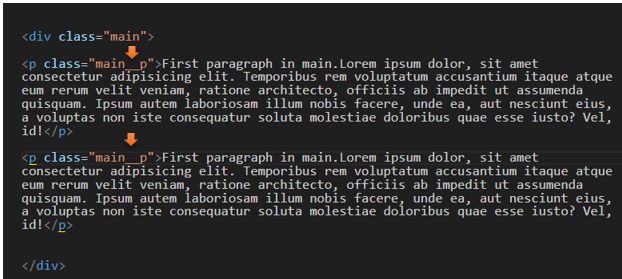 <div class="main">
<p class="main__p">First paragraph in main.Lorem ipsum dolor, sit amet
consectetur adipisicing elit. Temporibus rem voluptatum accusantium itaque atque
eum rerum velit veniam, ratione architecto, officiis ab impedit ut assumenda
quisquam. Ipsum autem laboriosam illum nobis facere, unde ea, aut nesciunt eius,
a voluptas non iste consequatur soluta molestiae doloribus quae esse iusto? Vel,
id!</p>
<p class="main__p">First paragraph in main.Lorem ipsum dolor, sit amet
consectetur adipisicing elit. Temporibus rem voluptatum accusantium itaque atque
eum rerum velit veniam, ratione architecto, officiis ab impedit ut assumenda
quisquam. Ipsum autem laboriosam illum nobis facere, unde ea, aut nesciunt eius,
a voluptas non iste consequatur soluta molestiae doloribus quae esse iusto? Vel,
id!</p>
</div>